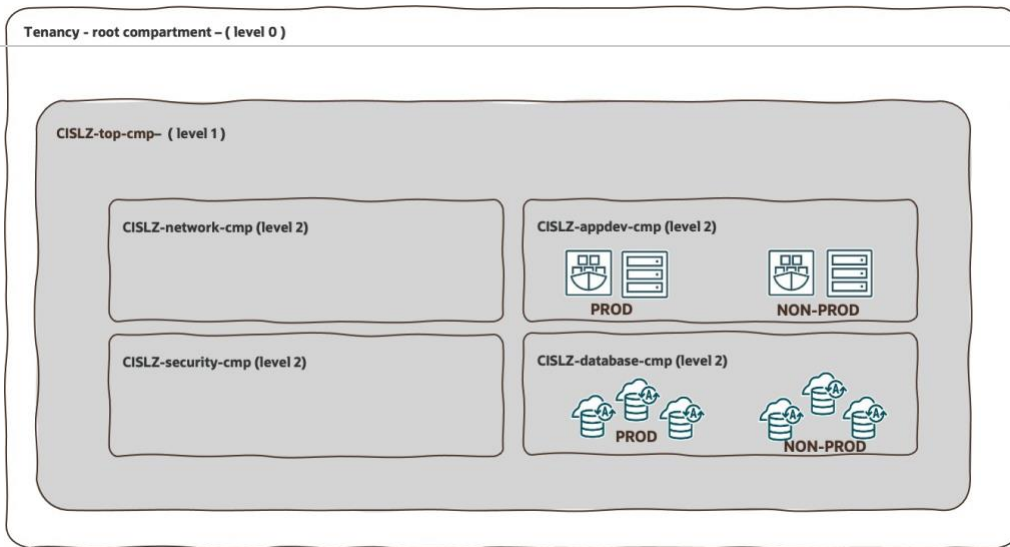 Tenancy - root compartment – ( level 0 )
CISLZ-top-cmp– ( level 1 )
CISLZ-network-cmp (level 2)
CISLZ-appdev-cmp (level 2)
PROD
NON-PROD
CISLZ-security-cmp (level 2)
CISLZ-database-cmp (level 2)
A
A
A
A
A
A
PROD
NON-PROD